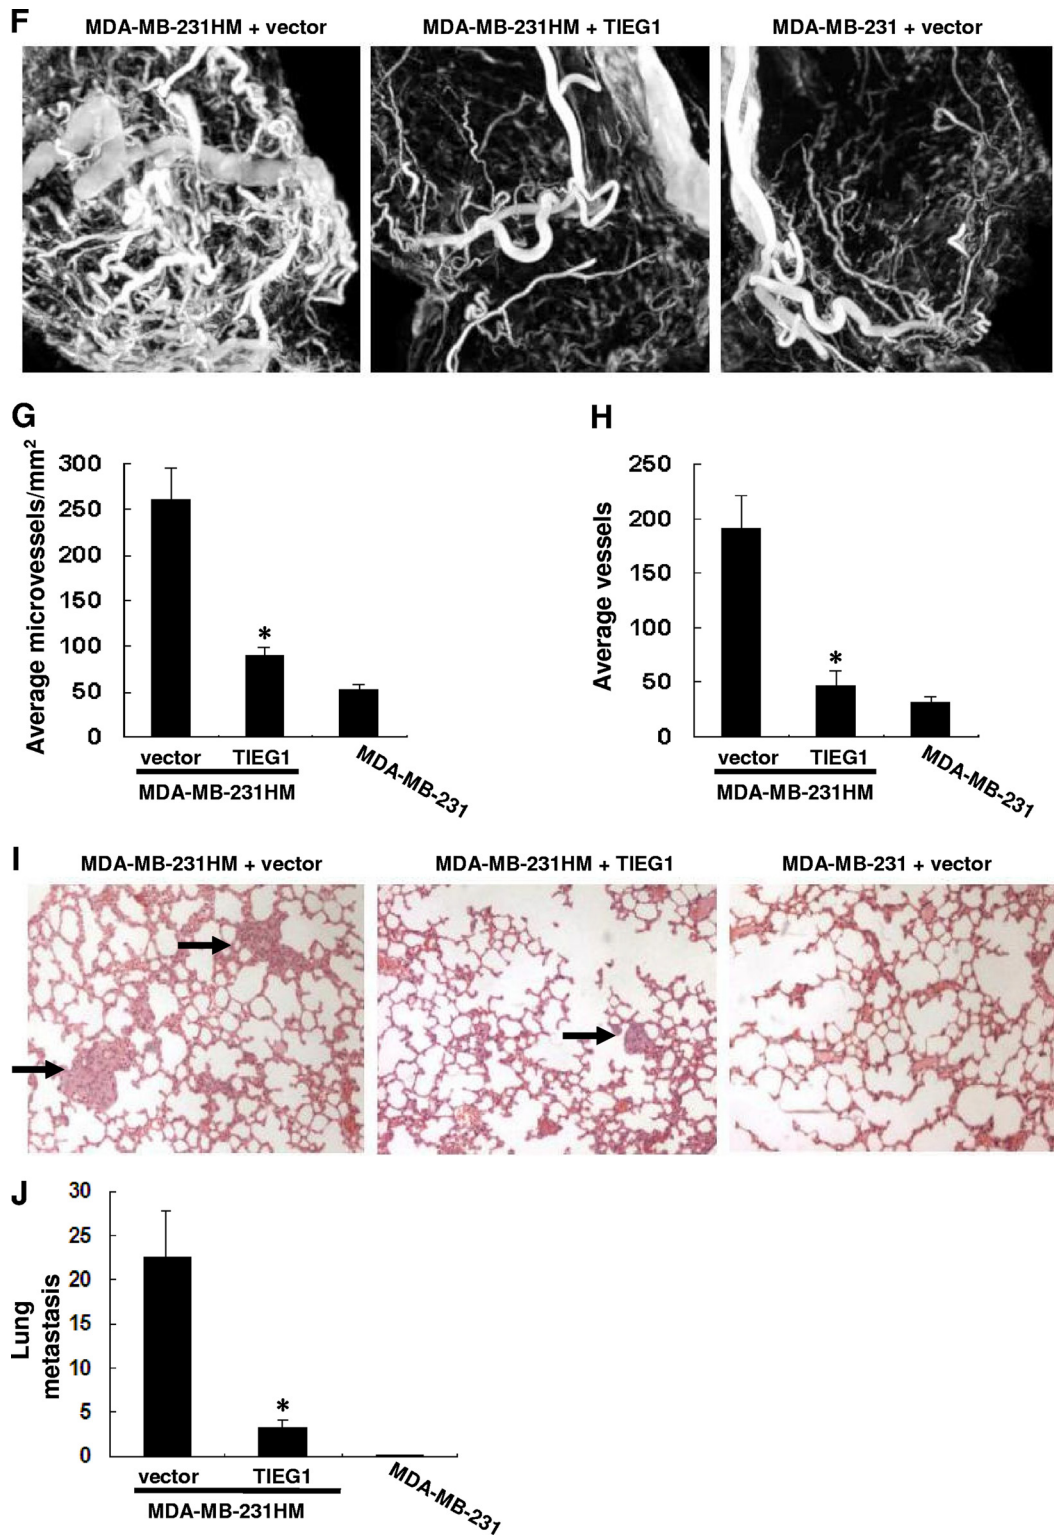 F
MDA-MB-231HM + vector
MDA-MB-231HM + TIEG1
MDA-MB-231 + vector
G
Average microvessels/mm²
300
250
200
150
100
50
0
*
vector
TIEG1
MDA-MB-231HM
MDA-MB-231
H
Average vessels
250
200
150
100
50
0
*
vector
TIEG1
MDA-MB-231HM
MDA-MB-231
I
MDA-MB-231HM + vector
MDA-MB-231HM + TIEG1
MDA-MB-231 + vector
J
Lung
metastasis
30
25
20
15
10
5
0
*
vector
TIEG1
MDA-MB-231HM
MDA-MB-231